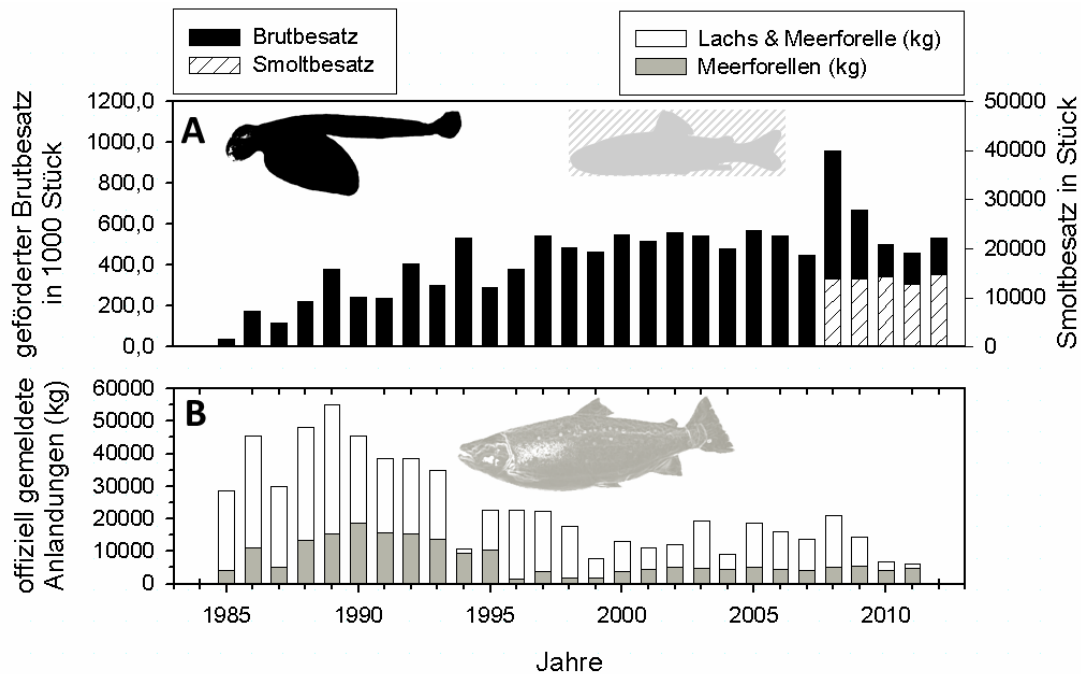 Brutbesatz
Smoltbesatz
Lachs & Meerforelle (kg)
Meerforellen (kg)
geförderter Brutbesatz
in 1000 Stück
1200,0
1000,0
800,0
600,0
400,0
200,0
0,0
A
50000
40000
30000
20000
10000
0
Smoltbesatz in Stück
offiziell gemeldete
Anlandungen (kg)
60000
50000
40000
30000
20000
10000
0
B
1985 1990 1995 2000 2005 2010
Jahre